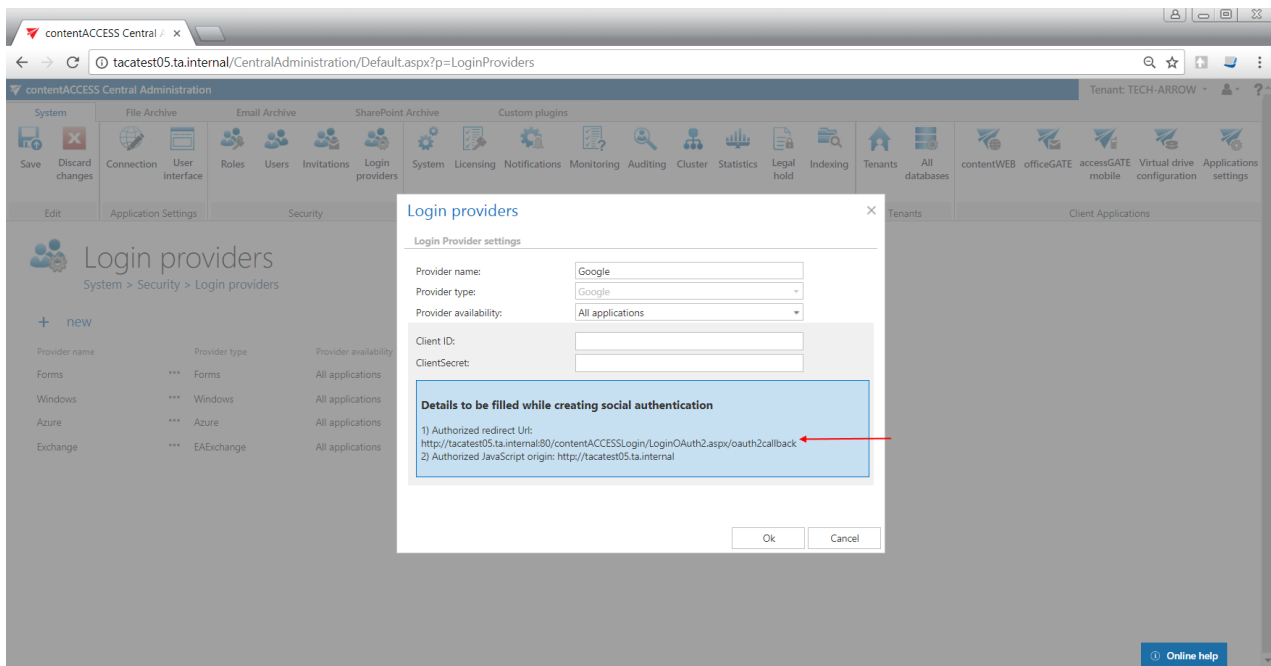 contentACCESS Central A
tacatest05.ta.internal/CentralAdministration/Default.aspx?p=LoginProviders
contentACCESS Central Administration
Tenant: TECH-ARROW
System
File Archive
Email Archive
SharePoint Archive
Custom plugins
Save
Discard
changes
Connection
User
interface
Roles
Users
Invitations
Login
providers
System
Licensing
Notifications
Monitoring
Auditing
Cluster
Statistics
Legal
hold
Indexing
Tenants
All
databases
contentWEB
officeGATE
accessGATE
mobile
Virtual drive
configuration
Applications
settings
Edit
Application Settings
Security
Tenants
Client Applications
Login providers
System > Security > Login providers
+ new
Provider name
Provider type
Provider availability
Forms
*** Forms
All applications
Windows
*** Windows
All applications
Azure
*** Azure
All applications
Exchange
*** EAExchange
All applications
Login providers
Login Provider settings
Provider name:
Google
Provider type:
Google
Provider availability:
All applications
Client ID:
ClientSecret:
Details to be filled while creating social authentication
1) Authorized redirect Url:
http://tacatest05.ta.internal:80/contentACCESSLogin/LoginOAuth2.aspx/oauth2callback
2) Authorized JavaScript origin: http://tacatest05.ta.internal
Ok
Cancel
Online help